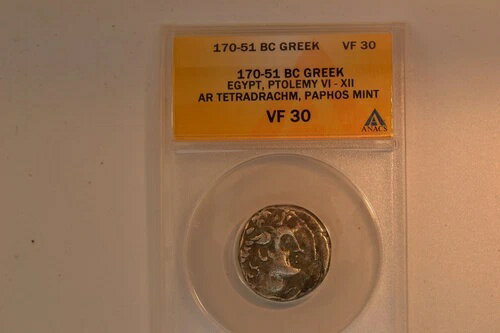 170-51 BC GREEK VF 30
170-51 BC GREEK
EGYPT, PTOLEMY VI - XII
AR TETRADRACHM, PAPHOS MINT
VF 30
ANACS